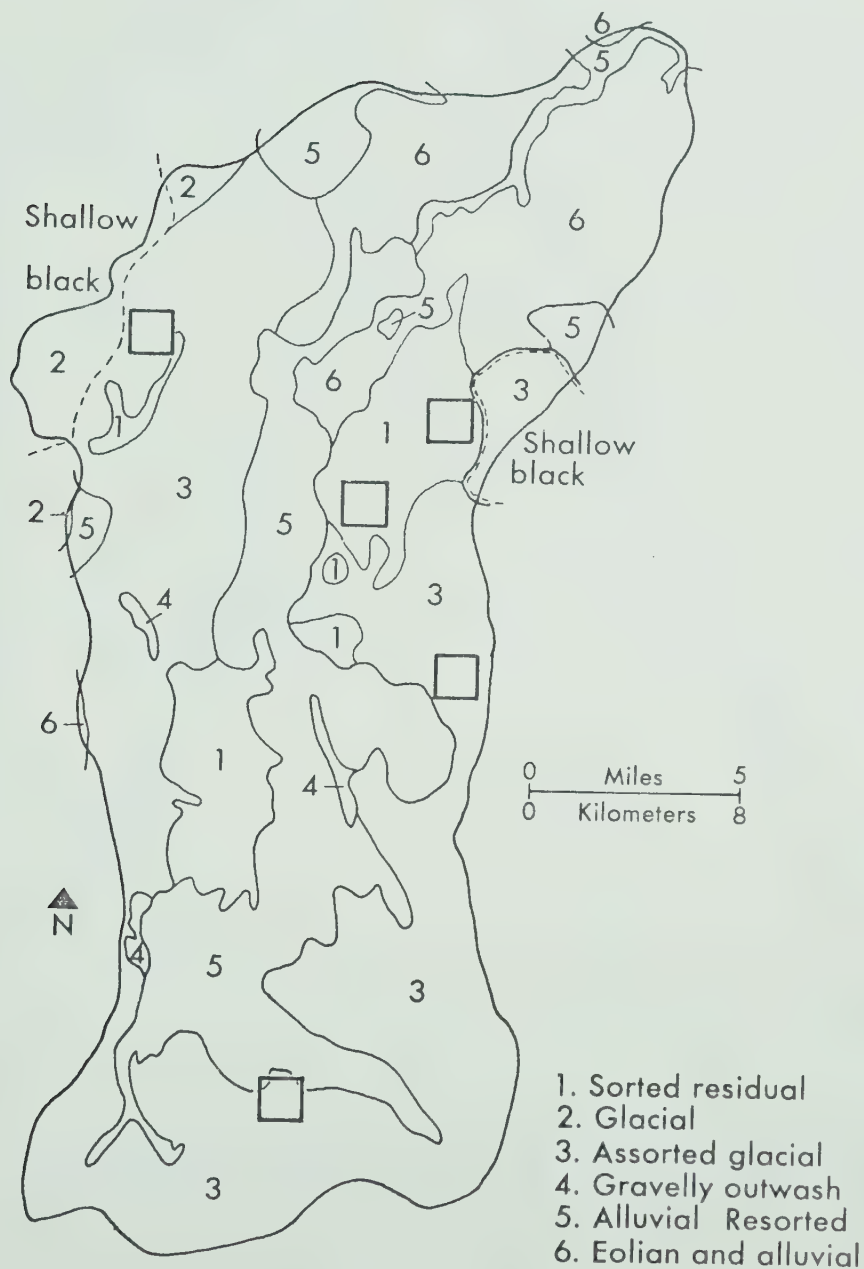 6
5
5
6
2
Shallow
6
black
5
5
2
6
3
1
1
Shallow
black
3
2
5
5
1
3
4
1
6
1
0 Miles 5
4
0 Kilometers 8
N
4
5
3
3
1. Sorted residual
2. Glacial
3. Assorted glacial
4. Gravelly outwash
5. Alluvial Resorted
6. Eolian and alluvial